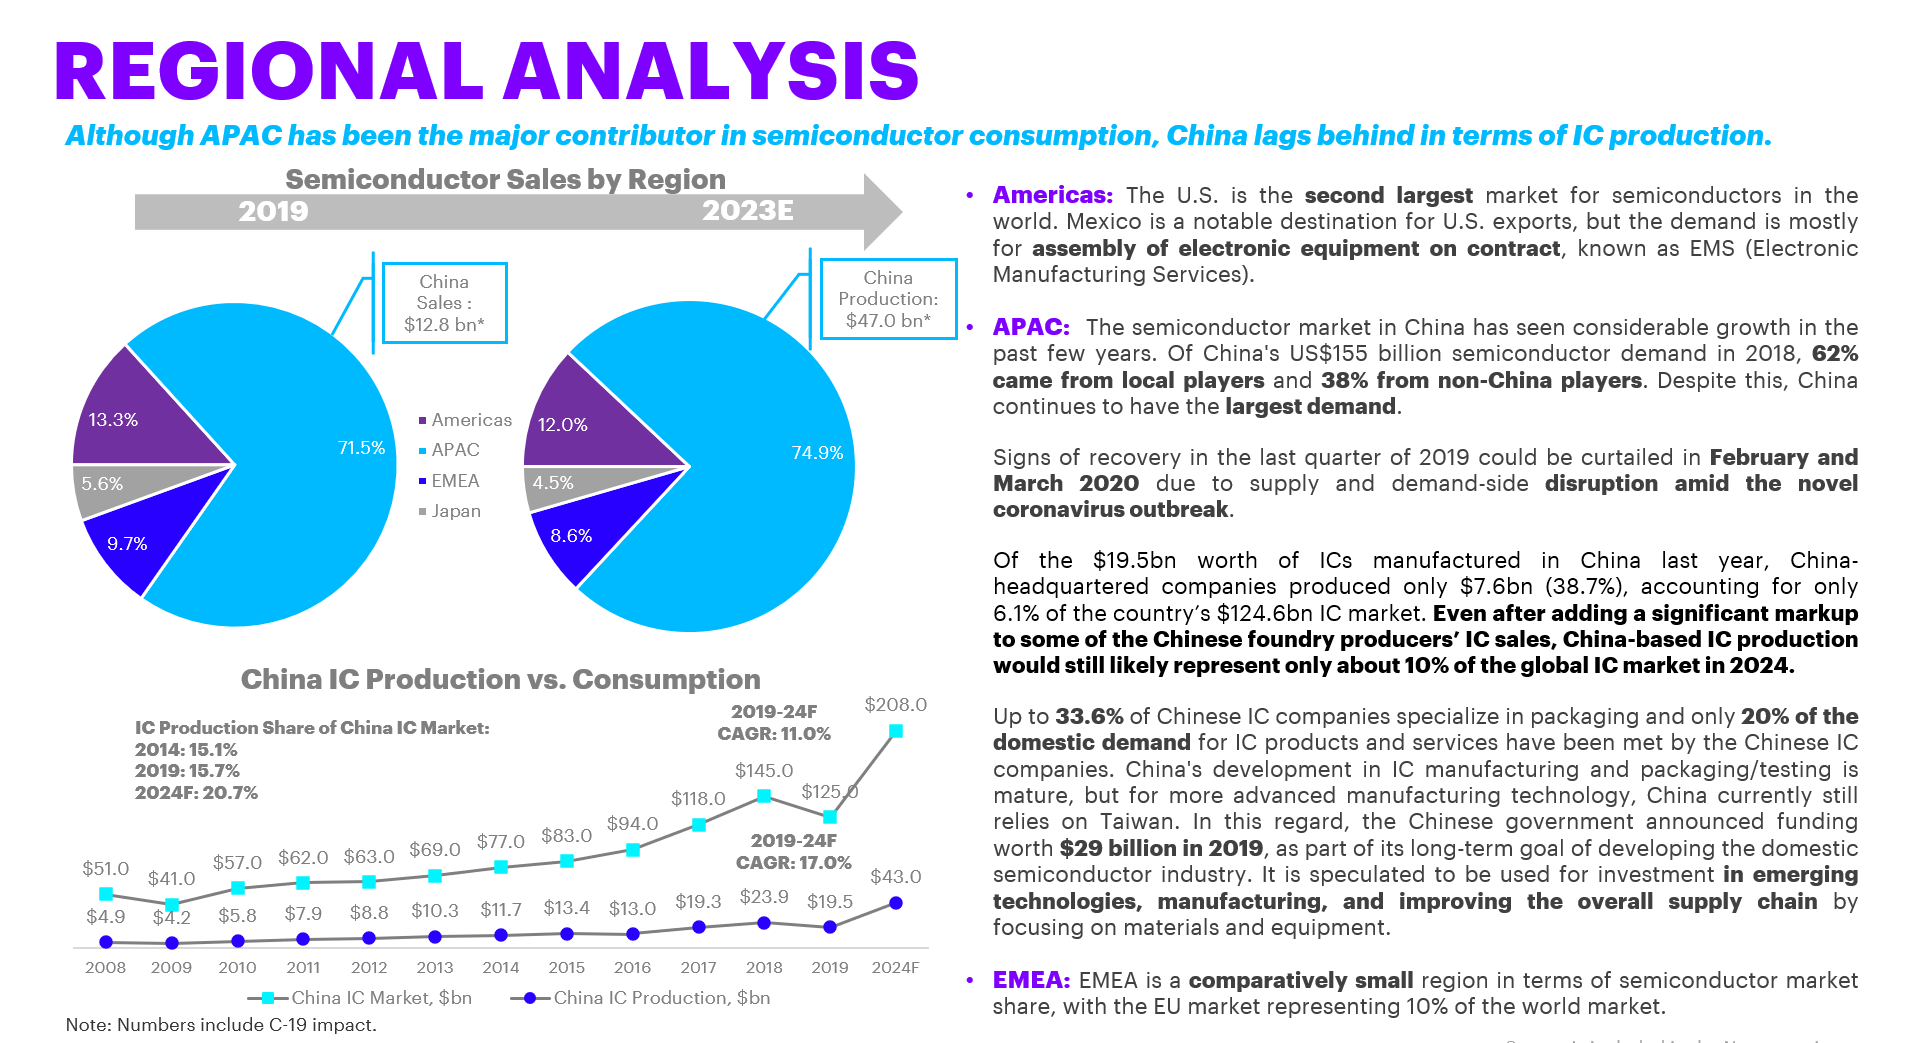 REGIONAL ANALYSIS
Although APAC has been the major contributor in semiconductor consumption, China lags behind in terms of IC production.
Semiconductor Sales by Region
2019
2023E
China
Sales :
$12.8 bn*
China
Production:
$47.0 bn*
13.3%
71.5%
5.6%
9.7%
Americas
APAC
EMEA
Japan
12.0%
74.9%
4.5%
8.6%
China IC Production vs. Consumption
IC Production Share of China IC Market:
2014: 15.1%
2019: 15.7%
2024F: 20.7%
2019-24F
CAGR: 11.0%
2019-24F
CAGR: 17.0%
$51.0 $41.0 $57.0 $62.0 $63.0 $69.0 $77.0 $83.0 $94.0 $118.0 $145.0 $125.0 $208.0
$4.9 $4.2 $5.8 $7.9 $8.8 $10.3 $11.7 $13.4 $13.0 $19.3 $23.9 $19.5 $43.0
2008 2009 2010 2011 2012 2013 2014 2015 2016 2017 2018 2019 2024F
China IC Market, $bn China IC Production, $bn
Note: Numbers include C-19 impact.
• Americas: The U.S. is the second largest market for semiconductors in the
world. Mexico is a notable destination for U.S. exports, but the demand is mostly
for assembly of electronic equipment on contract, known as EMS (Electronic
Manufacturing Services).
• APAC: The semiconductor market in China has seen considerable growth in the
past few years. Of China's US$155 billion semiconductor demand in 2018, 62%
came from local players and 38% from non-China players. Despite this, China
continues to have the largest demand.
Signs of recovery in the last quarter of 2019 could be curtailed in February and
March 2020 due to supply and demand-side disruption amid the novel
coronavirus outbreak.
Of the $19.5bn worth of ICs manufactured in China last year, China-
headquartered companies produced only $7.6bn (38.7%), accounting for only
6.1% of the country’s $124.6bn IC market. Even after adding a significant markup
to some of the Chinese foundry producers’ IC sales, China-based IC production
would still likely represent only about 10% of the global IC market in 2024.
Up to 33.6% of Chinese IC companies specialize in packaging and only 20% of the
domestic demand for IC products and services have been met by the Chinese IC
companies. China's development in IC manufacturing and packaging/testing is
mature, but for more advanced manufacturing technology, China currently still
relies on Taiwan. In this regard, the Chinese government announced funding
worth $29 billion in 2019, as part of its long-term goal of developing the domestic
semiconductor industry. It is speculated to be used for investment in emerging
technologies, manufacturing, and improving the overall supply chain by
focusing on materials and equipment.
• EMEA: EMEA is a comparatively small region in terms of semiconductor market
share, with the EU market representing 10% of the world market.